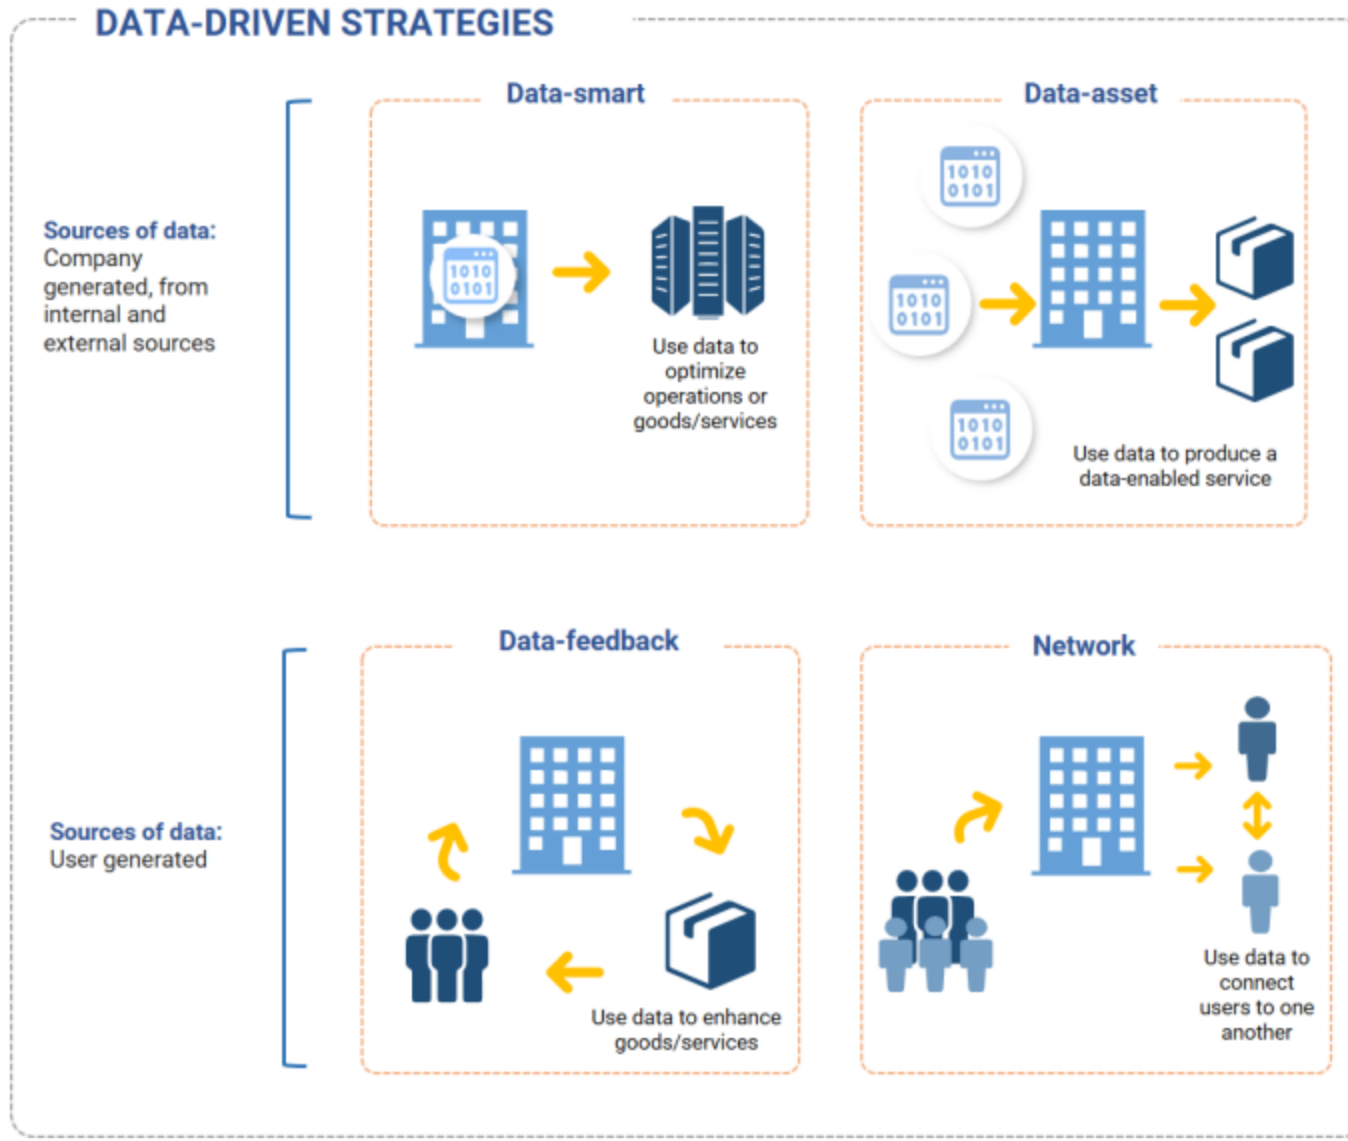 DATA-DRIVEN STRATEGIES
Data-smart
Data-asset
Sources of data:
Company
generated, from
internal and
external sources
1010
0101
Use data to
optimize
operations or
goods/services
1010
0101
1010
0101
1010
0101
Use data to produce a
data-enabled service
Data-feedback
Network
Sources of data:
User generated
Use data to enhance
goods/services
Use data to
connect
users to one
another